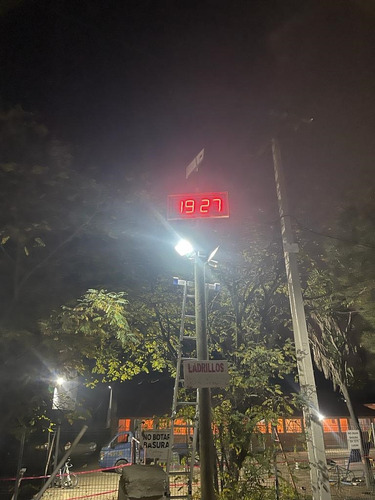 19 27
LADRILLOS
NO BOTAR
BASURA